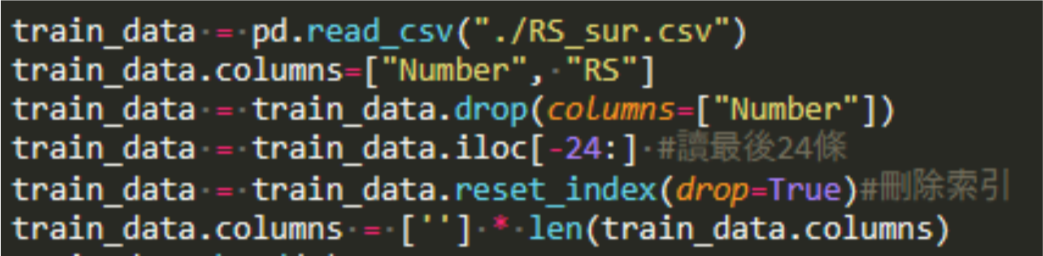 train_data = pd.read_csv("./RS_sur.csv")
train_data.columns=["Number", "RS"]
train_data = train_data.drop(columns=["Number"])
train_data = train_data.iloc[-24:] #讀最後24條
train_data = train_data.reset_index(drop=True)#刪除索引
train_data.columns = [''] * len(train_data.columns)